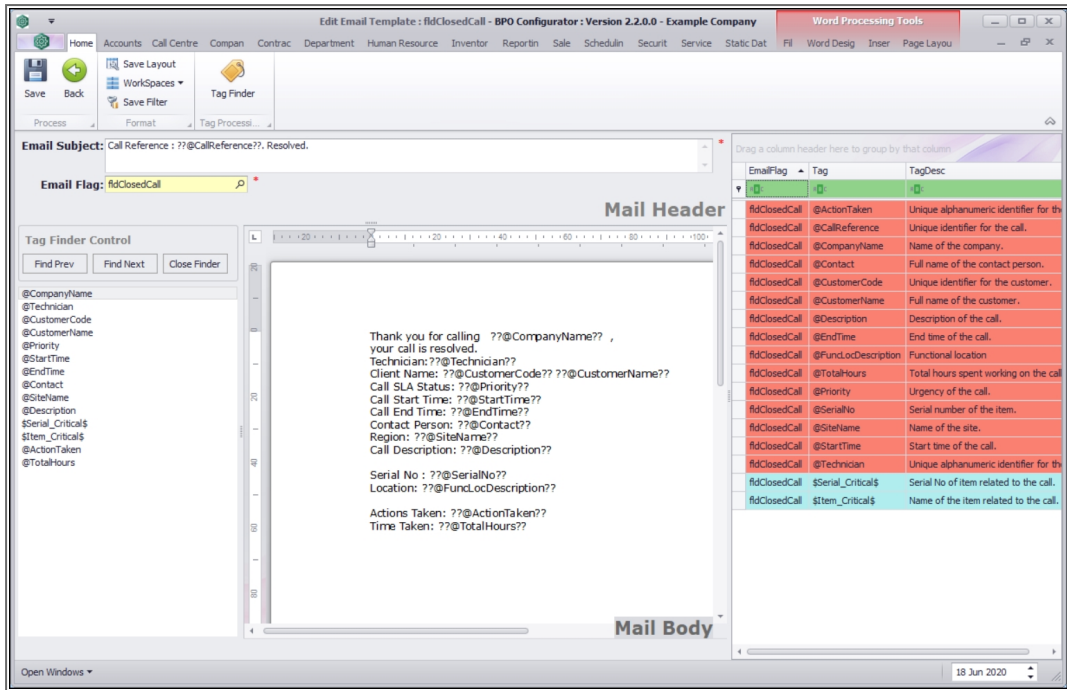 Edit Email Template : fldClosedCall - BPO Configurator : Version 2.2.0.0 - Example Company
Word Processing Tools
Home Accounts Call Centre Compan Contrac Department Human Resource Inventor Reportin Sale Schedulin Securit Service Static Dat Fil Word Desig Inser Page Layou
Save
Back
Save Layout
WorkSpaces
Save Filter
Tag Finder
Process
Format
Tag Processi...
Email Subject: Call Reference : ??@CallReference??. Resolved. *
Email Flag: fldClosedCall *
Mail Header
Tag Finder Control
Find Prev Find Next Close Finder
@CompanyName
@Technician
@CustomerCode
@CustomerName
@Priority
@StartTime
@EndTime
@Contact
@SiteName
@Description
$Serial_Critical$
$Item_Critical$
@ActionTaken
@TotalHours
L
20 20 40 60 80 100
20
20
40
60
80
Thank you for calling ??@CompanyName?? ,
your call is resolved.
Technician:??@Technician??
Client Name: ??@CustomerCode?? ??@CustomerName??
Call SLA Status: ??@Priority??
Call Start Time: ??@StartTime??
Call End Time: ??@EndTime??
Contact Person: ??@Contact??
Region: ??@SiteName??
Call Description: ??@Description??
Serial No : ??@SerialNo??
Location: ??@FuncLocDescription??
Actions Taken: ??@ActionTaken??
Time Taken: ??@TotalHours??
Mail Body
Drag a column header here to group by that column
EmailFlag Tag TagDesc
fldClosedCall @ActionTaken Unique alphanumeric identifier for th
fldClosedCall @CallReference Unique identifier for the call.
fldClosedCall @CompanyName Name of the company.
fldClosedCall @Contact Full name of the contact person.
fldClosedCall @CustomerCode Unique identifier for the customer.
fldClosedCall @CustomerName Full name of the customer.
fldClosedCall @Description Description of the call.
fldClosedCall @EndTime End time of the call.
fldClosedCall @FuncLocDescription Functional location
fldClosedCall @TotalHours Total hours spent working on the call
fldClosedCall @Priority Urgency of the call.
fldClosedCall @SerialNo Serial number of the item.
fldClosedCall @SiteName Name of the site.
fldClosedCall @StartTime Start time of the call.
fldClosedCall @Technician Unique alphanumeric identifier for th
fldClosedCall $Serial_Critical$ Serial No of item related to the call.
fldClosedCall $Item_Critical$ Name of the item related to the call.
Open Windows
18 Jun 2020